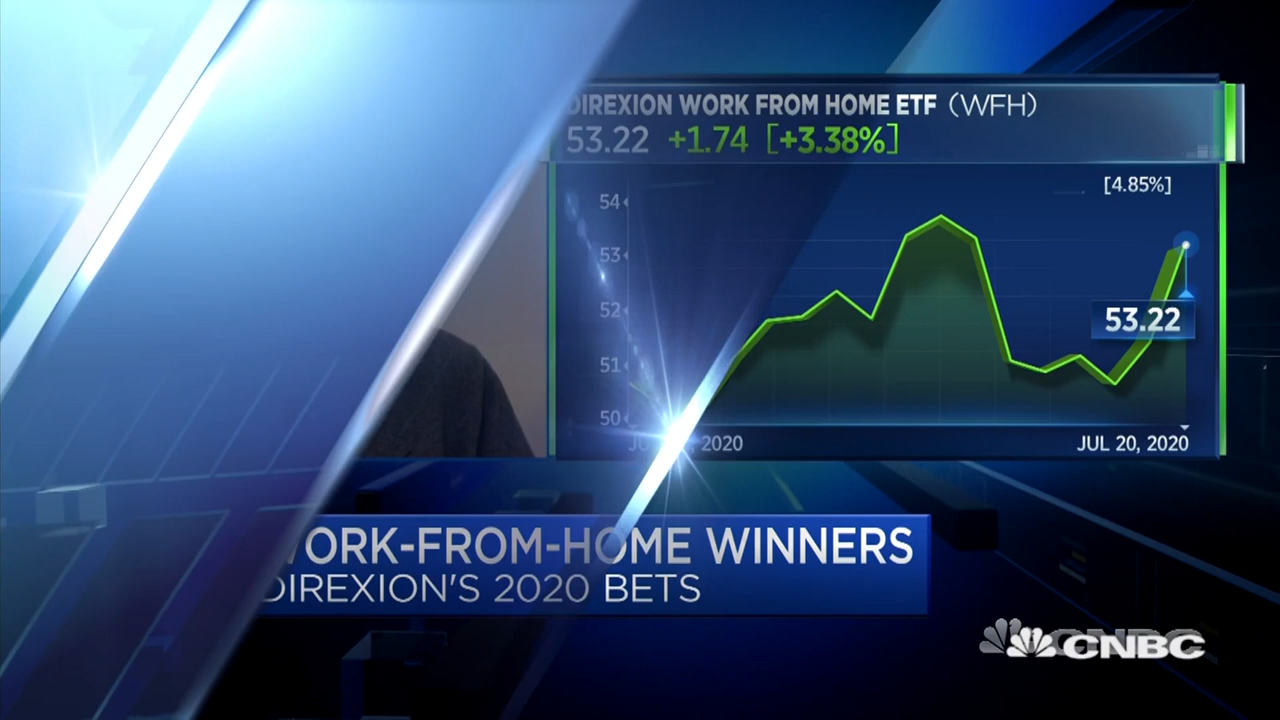 DIREXION WORK FROM HOME ETF (WFH)
53.22 +1.74 [+3.38%]
[4.85%]
54
53
52
51
50
53.22
2020
JUL 20, 2020
WORK-FROM-HOME WINNERS
DIREXION'S 2020 BETS
CNBC